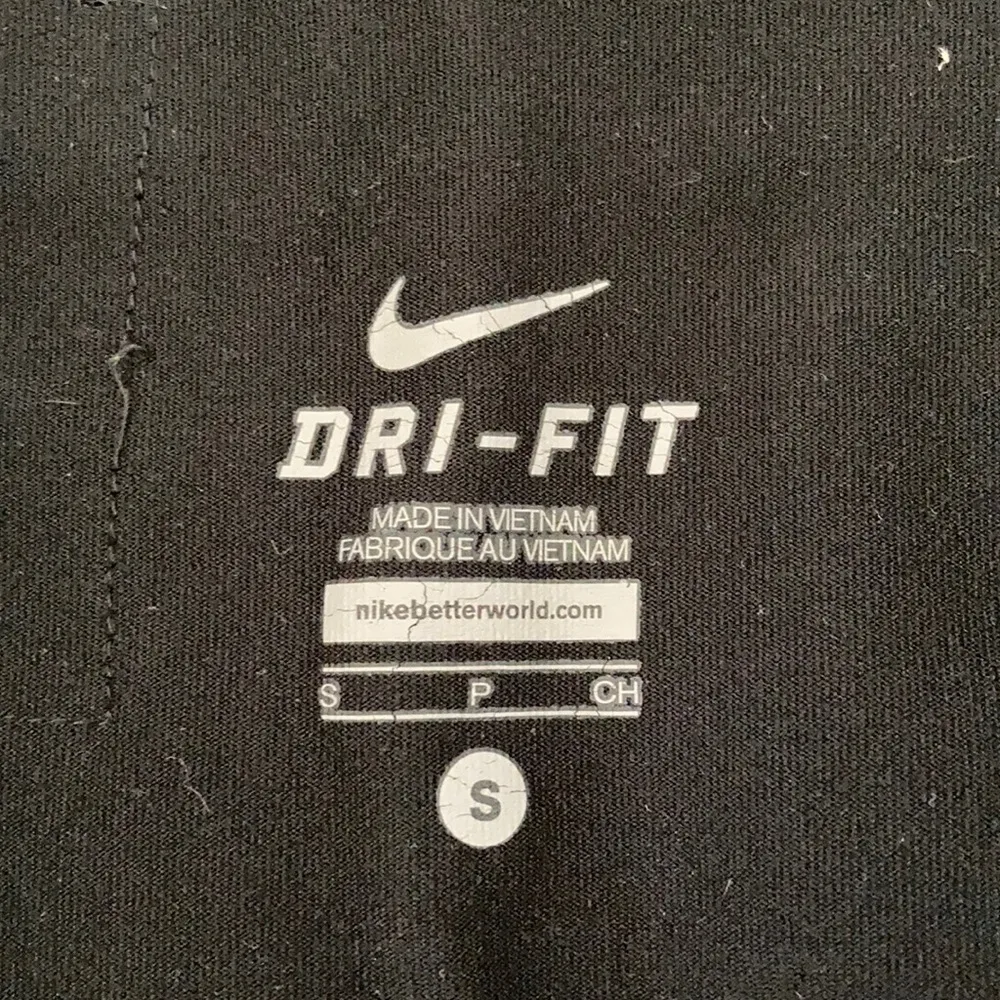 DRI-FIT
MADE IN VIETNAM
FABRIQUE AU VIETNAM
nikebetterworld.com
S P CH
S